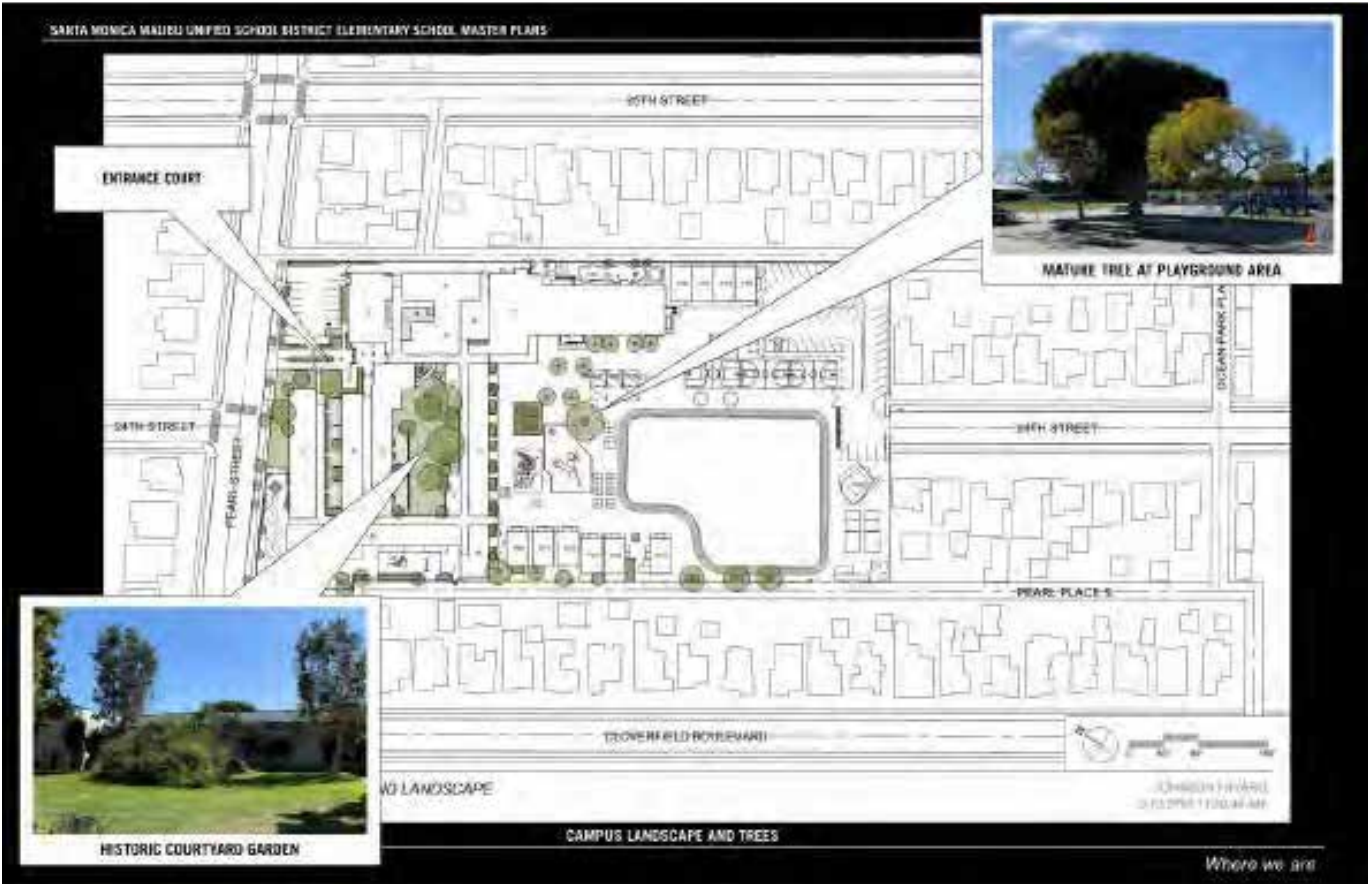 SANTA MONICA MALIBU UNIFIED SCHOOL DISTRICT ELEMENTARY SCHOOL MASTER PLANS
25TH STREET
ENTRANCE COURT
MATURE TREE AT PLAYGROUND AREA
OCEAN PARK
24TH STREET
24TH STREET
PEARL STREET
PEARL PLACE S
CLOVERFIELD BOULEVARD
LANDSCAPE
HISTORIC COURTYARD GARDEN
CAMPUS LANDSCAPE AND TREES
Where we are